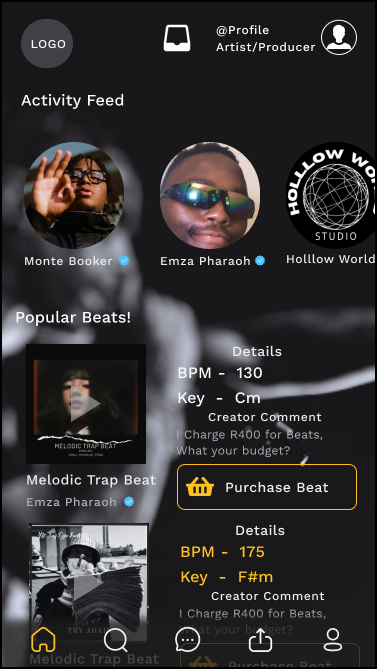 LOGO
@Profile
Artist/Producer
Activity Feed
HOLLLOW WOR
STUDIO
Monte Booker
Emza Pharaoh
Holllow World
Popular Beats!
MELODIC TRAP BEAT
Melodic Trap Beat
Emza Pharaoh
Details
BPM - 130
Key - Cm
Creator Comment
I Charge R400 for Beats,
What your budget?
Purchase Beat
TRY AGAIN
Melodic Trap Beat
Details
BPM - 175
Key - F#m
Creator Comment
I Charge R400 for Beats,
What your budget?
Purchase Beat